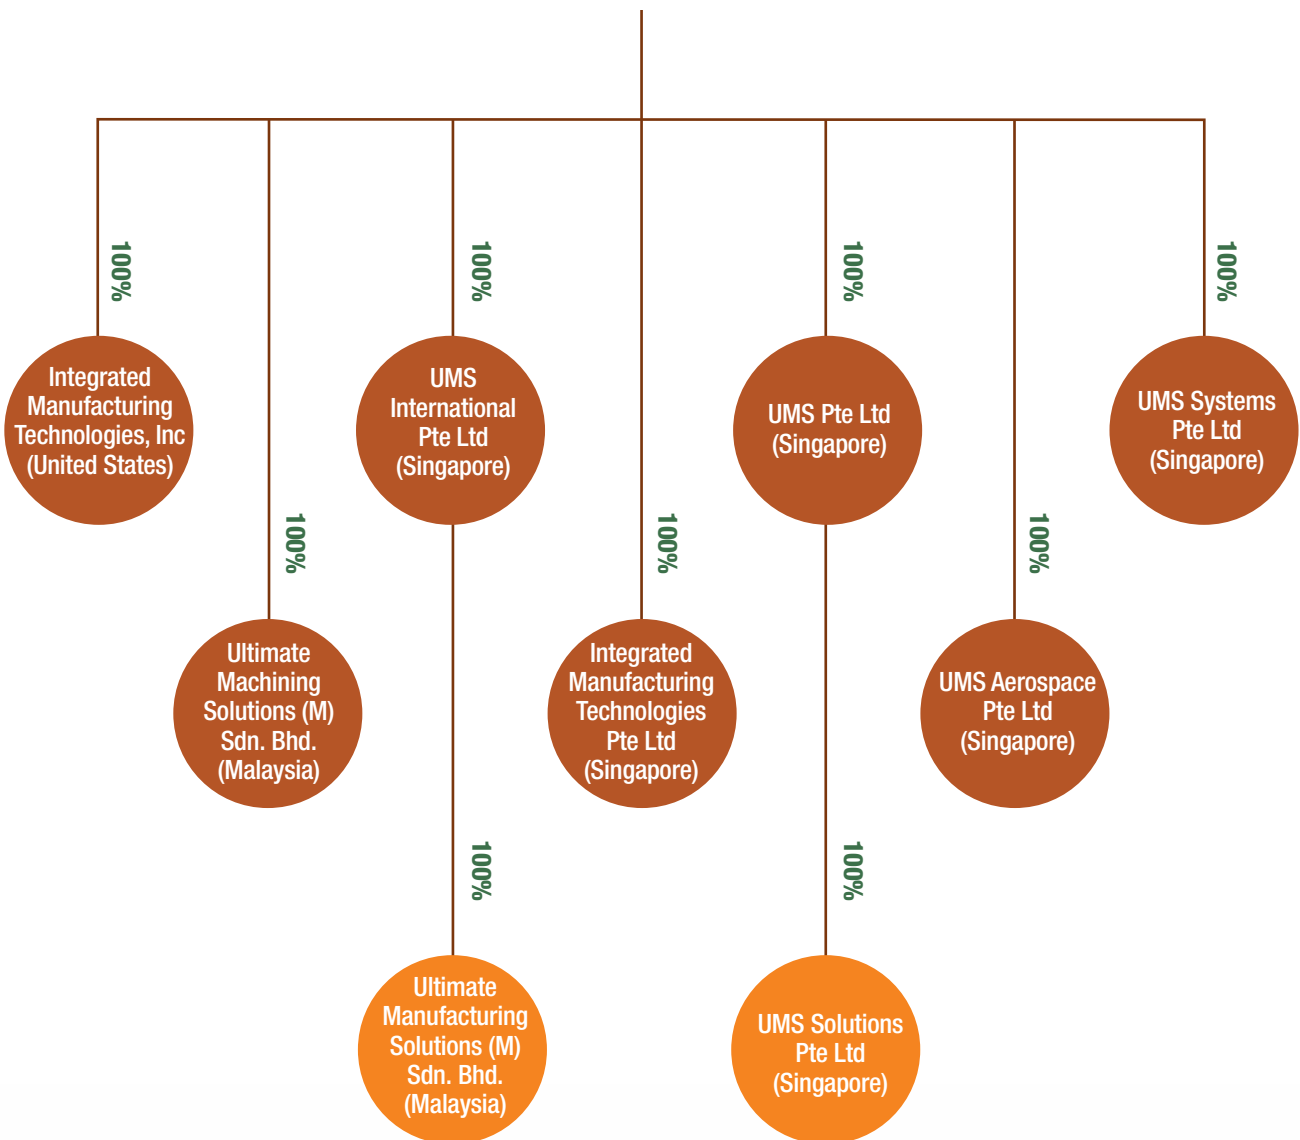 100%
100%
100%
100%
Integrated
Manufacturing
Technologies, Inc
(United States)
UMS
International
Pte Ltd
(Singapore)
UMS Pte Ltd
(Singapore)
UMS Systems
Pte Ltd
(Singapore)
100%
100%
100%
Ultimate
Machining
Solutions (M)
Sdn. Bhd.
(Malaysia)
Integrated
Manufacturing
Technologies
Pte Ltd
(Singapore)
UMS Aerospace
Pte Ltd
(Singapore)
100%
100%
Ultimate
Manufacturing
Solutions (M)
Sdn. Bhd.
(Malaysia)
UMS Solutions
Pte Ltd
(Singapore)